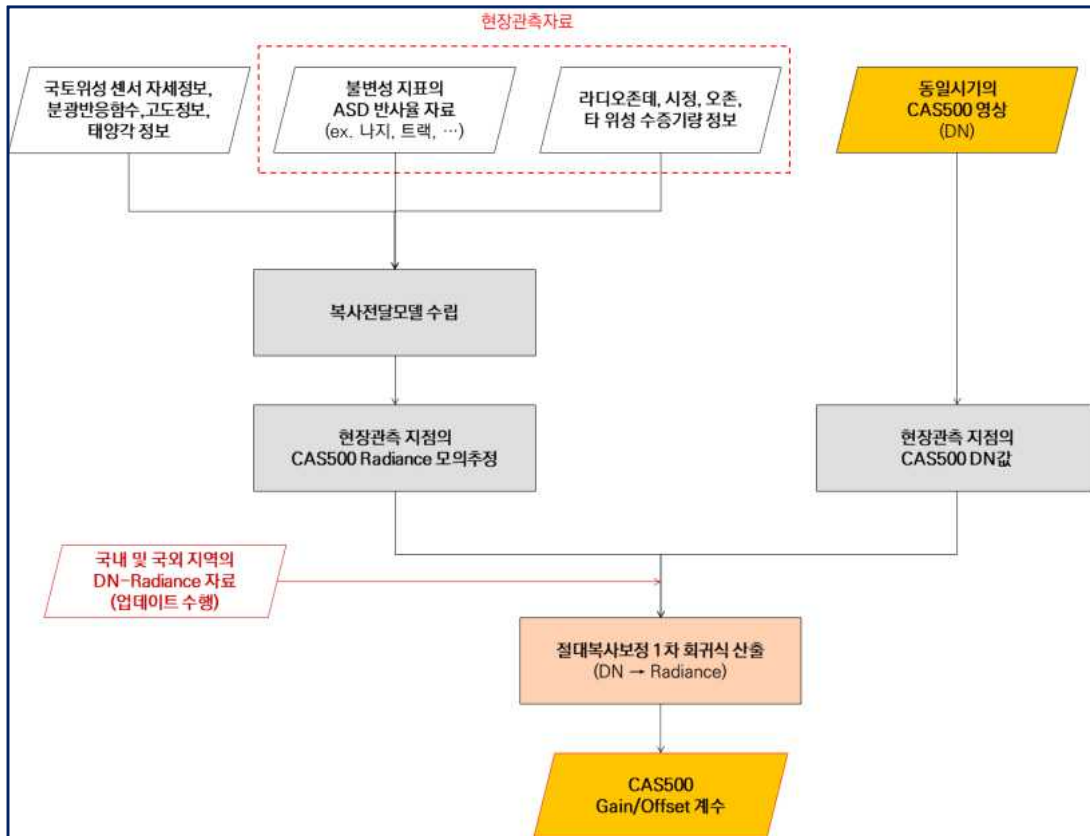 현장관측자료
국토위성 센서 자세정보,
분광반응함수,고도정보,
태양각 정보
불변성 지표의
ASD 반사율 자료
(ex. 나지, 트랙, …)
라디오존데, 시정, 오존,
타 위성 수증기량 정보
동일시기의
CAS500 영상
(DN)
복사전달모델 수립
현장관측 지점의
CAS500 Radiance 모의추정
현장관측 지점의
CAS500 DN값
국내 및 국외 지역의
DN-Radiance 자료
(업데이트 수행)
절대복사보정 1차 회귀식 산출
(DN → Radiance)
CAS500
Gain/Offset 계수